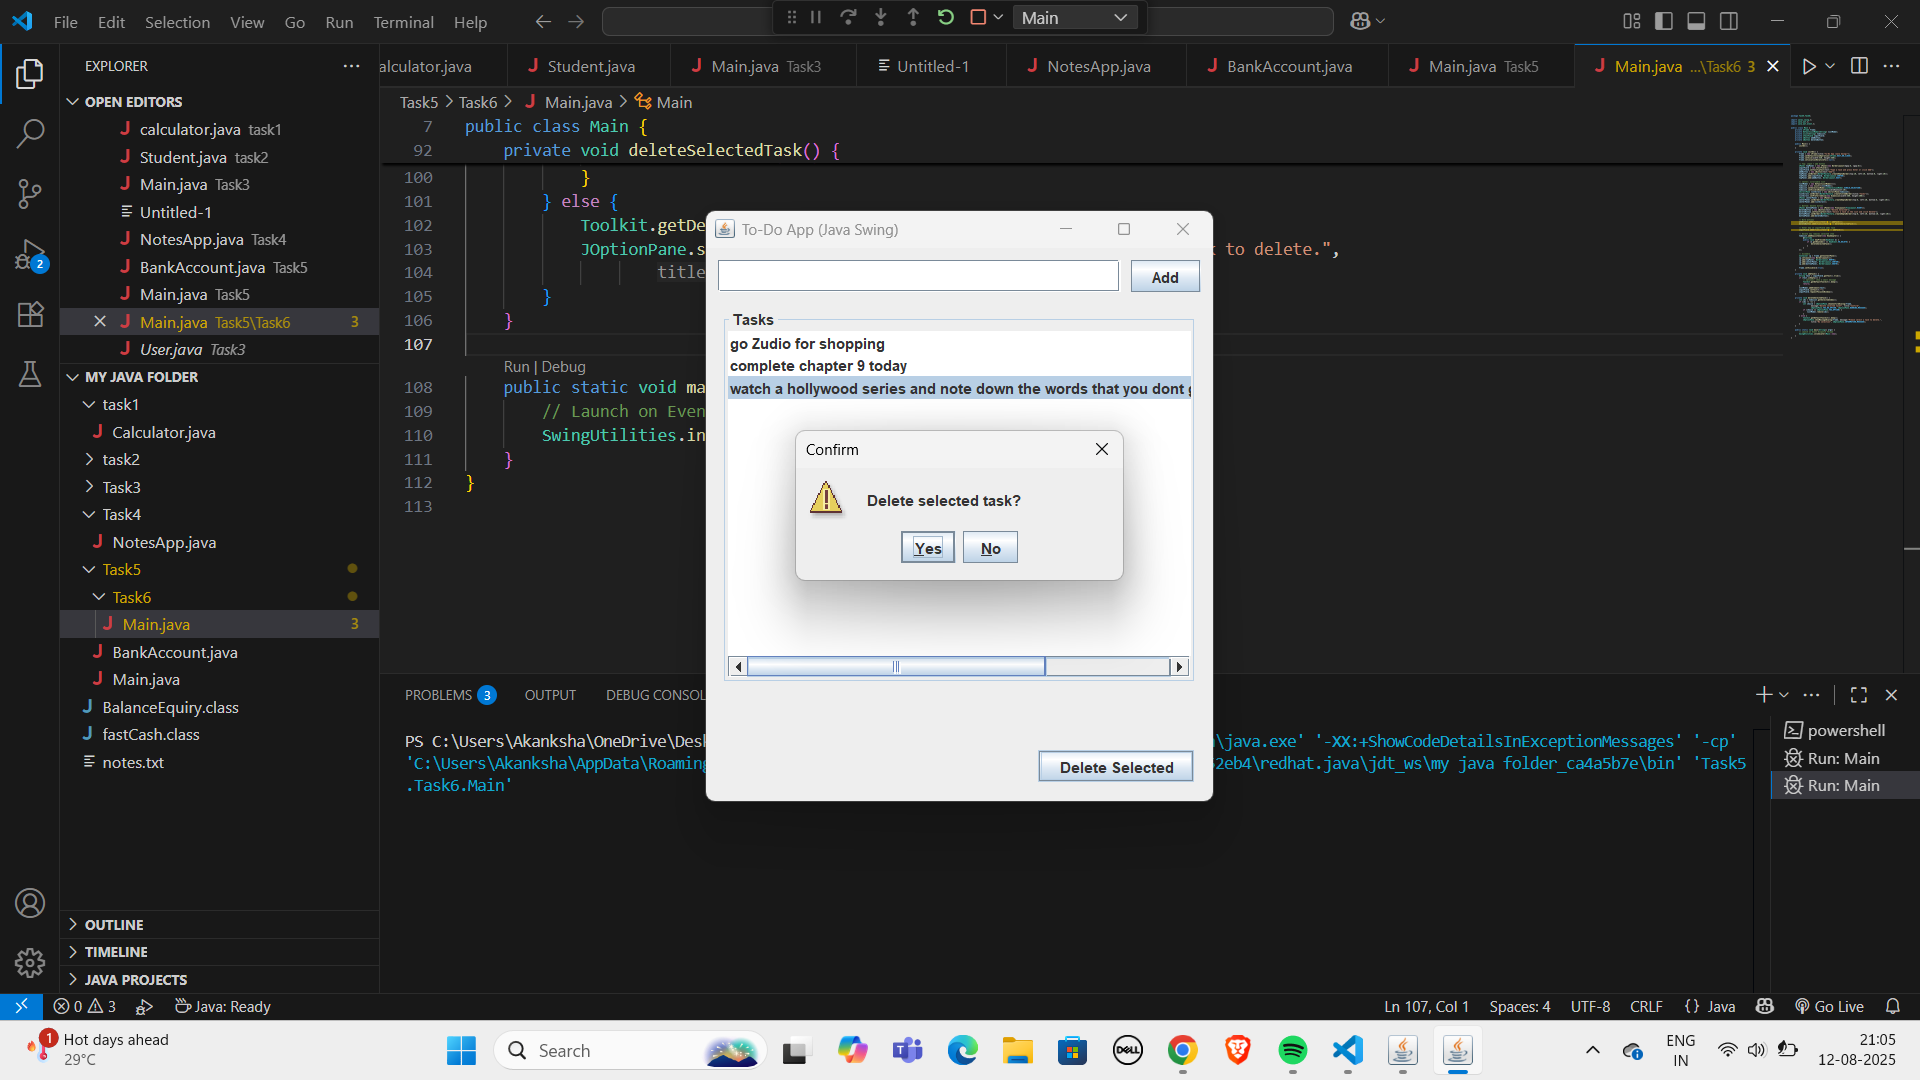 File Edit Selection View Go Run Terminal Help
Main
EXPLORER
OPEN EDITORS
calculator.java task1
Student.java task2
Main.java Task3
Untitled-1
NotesApp.java Task4
BankAccount.java Task5
Main.java Task5
Main.java Task5\Task6 3
User.java Task3
MY JAVA FOLDER
task1
Calculator.java
task2
Task3
Task4
NotesApp.java
Task5
Task6
Main.java 3
BankAccount.java
Main.java
BalanceEquiry.class
fastCash.class
notes.txt
OUTLINE
TIMELINE
JAVA PROJECTS
2
alculator.java Student.java Main.java Task3 Untitled-1 NotesApp.java BankAccount.java Main.java Task5 Main.java ...\Task6 3
Task5 > Task6 > Main.java > Main
7 public class Main {
92 private void deleteSelectedTask() {
100 }
101 } else {
102 Toolkit.getDe
103 JOptionPane.s k to delete.",
104 title
105 }
106 }
107
Run | Debug
108 public static void ma
109 // Launch on Even
110 SwingUtilities.in
111 }
112 }
113
To-Do App (Java Swing)
Add
Tasks
go Zudio for shopping
complete chapter 9 today
watch a hollywood series and note down the words that you dont g
Confirm
Delete selected task?
Yes No
Delete Selected
PROBLEMS 3 OUTPUT DEBUG CONSOL
PS C:\Users\Akanksha\OneDrive\Desk \java.exe' '-XX:+ShowCodeDetailsInExceptionMessages' '-cp'
'C:\Users\Akanksha\AppData\Roaming 2eb4\redhat.java\jdt_ws\my java folder_ca4a5b7e\bin' 'Task5
.Task6.Main'
powershell
Run: Main
Run: Main
0 3 Java: Ready Ln 107, Col 1 Spaces: 4 UTF-8 CRLF {} Java Go Live
1
Hot days ahead
29°C
Search
DELL
ENG
IN
21:05
12-08-2025